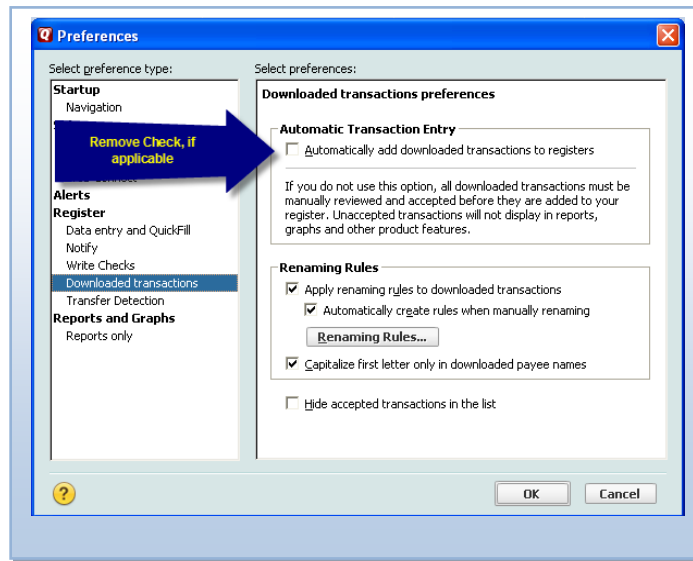 Preferences
Select preference type:
Startup
Navigation
Remove Check, if
applicable
Alerts
Register
Data entry and QuickFill
Notify
Write Checks
Downloaded transactions
Transfer Detection
Reports and Graphs
Reports only
Select preferences:
Downloaded transactions preferences
Automatic Transaction Entry
Automatically add downloaded transactions to registers
If you do not use this option, all downloaded transactions must be
manually reviewed and accepted before they are added to your
register. Unaccepted transactions will not display in reports,
graphs and other product features.
Renaming Rules
Apply renaming rules to downloaded transactions
Automatically create rules when manually renaming
Renaming Rules...
Capitalize first letter only in downloaded payee names
Hide accepted transactions in the list
?
OK
Cancel